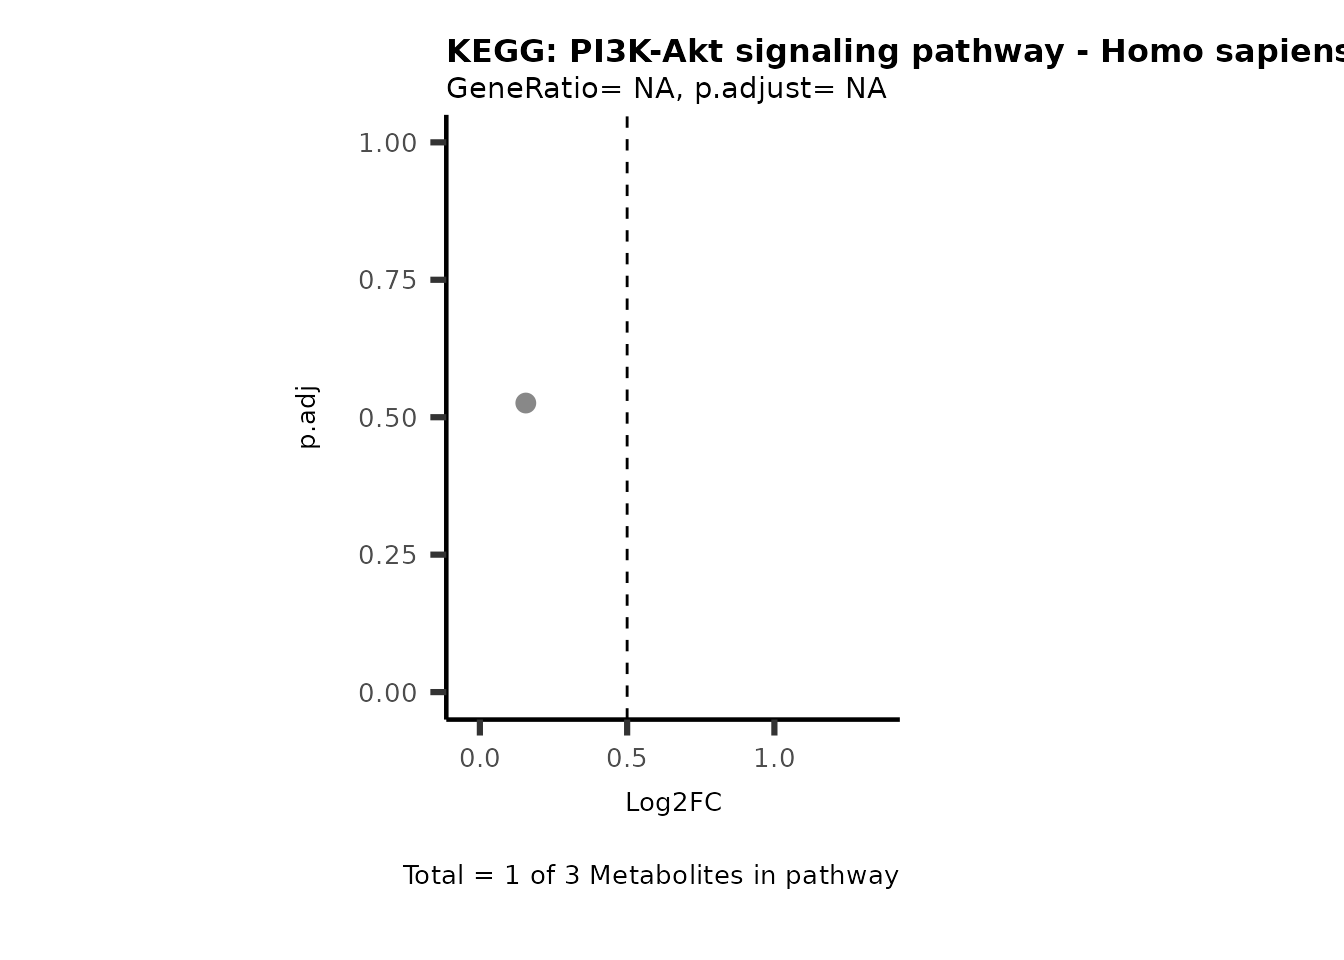 KEGG: PI3K-Akt signaling pathway - Homo sapiens
GeneRatio= NA, p.adjust= NA
1.00
0.75
0.50
0.25
0.00
p.adj
0.0 0.5 1.0
Log2FC
Total = 1 of 3 Metabolites in pathway